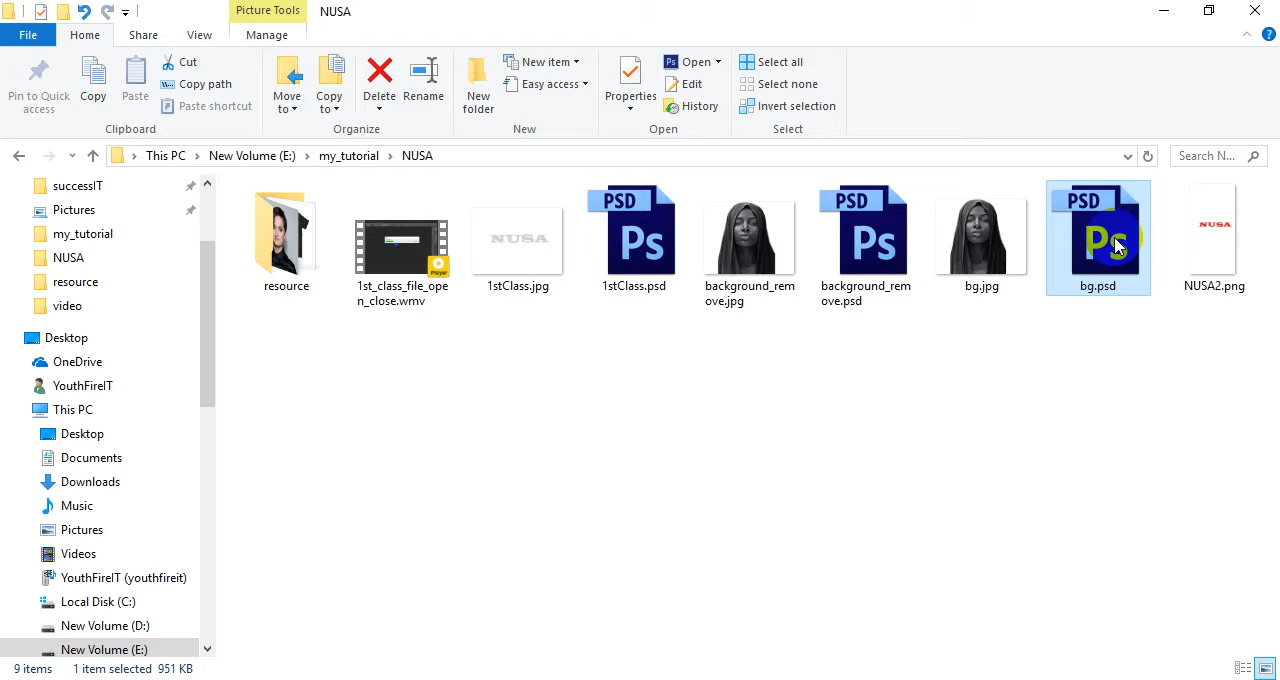 Picture Tools
NUSA
File
Home
Share
View
Manage
Pin to Quick
access
Copy
Paste
Cut
Copy path
Paste shortcut
Clipboard
Move
to
Copy
to
Delete
Rename
Organize
New
folder
New item
Easy access
New
Properties
Open
Edit
History
Open
Select all
Select none
Invert selection
Select
This PC
New Volume (E:)
my_tutorial
NUSA
Search N...
successIT
Pictures
my_tutorial
NUSA
resource
video
Desktop
OneDrive
YouthFireIT
This PC
Desktop
Documents
Downloads
Music
Pictures
Videos
YouthFireIT (youthfireit)
Local Disk (C:)
New Volume (D:)
New Volume (E:)
resource
Player
1st_class_file_ope
n_close.wmv
NUSA
1stClass.jpg
PSD
Ps
1stClass.psd
background_rem
ove.jpg
PSD
Ps
background_rem
ove.psd
bg.jpg
PSD
Ps
bg.psd
NUSA
NUSA2.png
9 items
1 item selected 951 KB